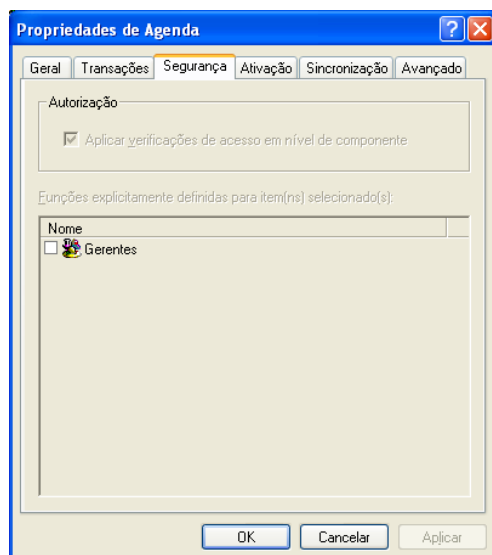 Propriedades de Agenda
Geral Transações Segurança Ativação Sincronização Avançado
Autorização
Aplicar verificações de acesso em nível de componente
Funções explicitamente definidas para item(ns) selecionado(s):
Nome
Gerentes
OK Cancelar Aplicar